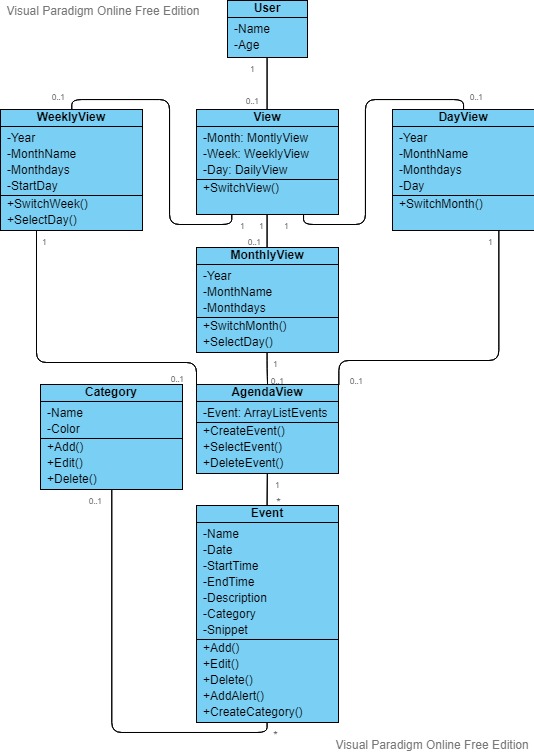 Visual Paradigm Online Free Edition
User
-Name
-Age
1
0..1
0..1
0..1
WeeklyView
-Year
-MonthName
-Monthdays
-StartDay
+SwitchWeek()
+SelectDay()
View
-Month: MontlyView
-Week: WeeklyView
-Day: DailyView
+SwitchView()
DayView
-Year
-MonthName
-Monthdays
-Day
+SwitchMonth()
1
1
1
1
0..1
1
MonthlyView
-Year
-MonthName
-Monthdays
+SwitchMonth()
+SelectDay()
1
0..1
0..1
0..1
Category
-Name
-Color
+Add()
+Edit()
+Delete()
AgendaView
-Event: ArrayListEvents
+CreateEvent()
+SelectEvent()
+DeleteEvent()
0..1
1
*
Event
-Name
-Date
-StartTime
-EndTime
-Description
-Category
-Snippet
+Add()
+Edit()
+Delete()
+AddAlert()
+CreateCategory()
*
Visual Paradigm Online Free Edition